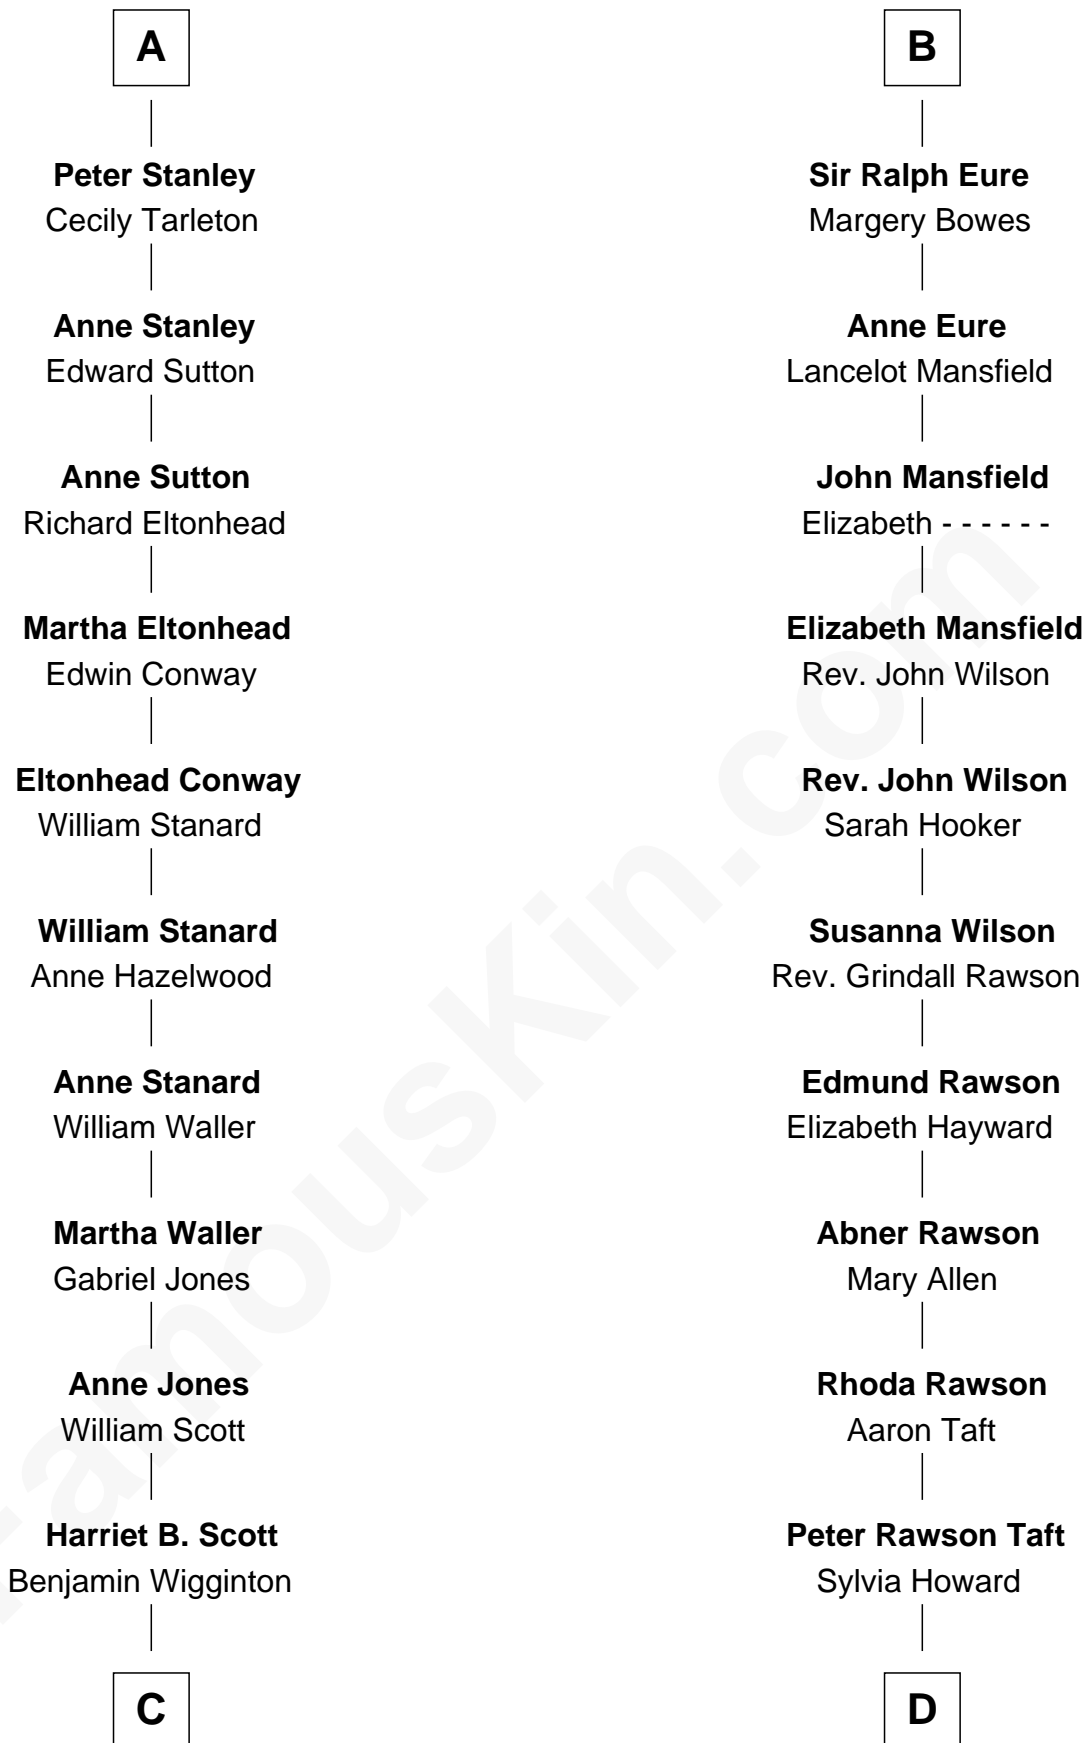 A
Peter Stanley
Cecily Tarleton
Anne Stanley
Edward Sutton
Anne Sutton
Richard Eltonhead
Martha Eltonhead
Edwin Conway
Eltonhead Conway
William Stanard
William Stanard
Anne Hazelwood
Anne Stanard
William Waller
Martha Waller
Gabriel Jones
Anne Jones
William Scott
Harriet B. Scott
Benjamin Wigginton
C
B
Sir Ralph Eure
Margery Bowes
Anne Eure
Lancelot Mansfield
John Mansfield
Elizabeth - - - - - -
Elizabeth Mansfield
Rev. John Wilson
Rev. John Wilson
Sarah Hooker
Susanna Wilson
Rev. Grindall Rawson
Edmund Rawson
Elizabeth Hayward
Abner Rawson
Mary Allen
Rhoda Rawson
Aaron Taft
Peter Rawson Taft
Sylvia Howard
D
FamousKin.com